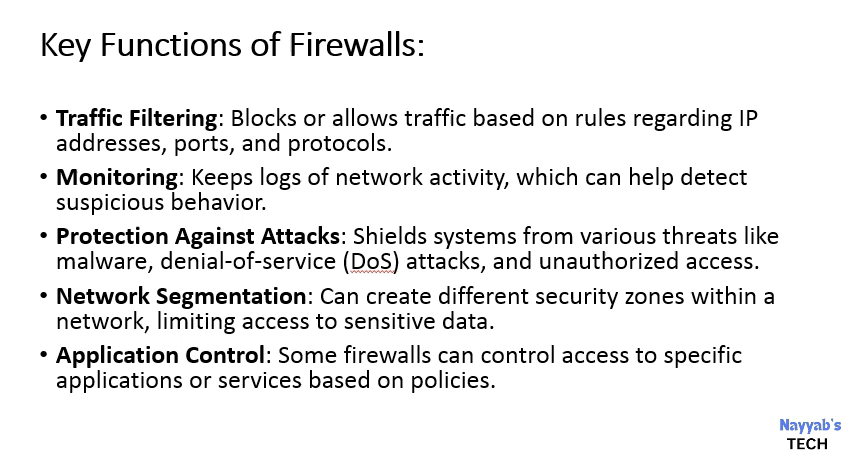 Key Functions of Firewalls:
• Traffic Filtering: Blocks or allows traffic based on rules regarding IP
addresses, ports, and protocols.
• Monitoring: Keeps logs of network activity, which can help detect
suspicious behavior.
• Protection Against Attacks: Shields systems from various threats like
malware, denial-of-service (DoS) attacks, and unauthorized access.
• Network Segmentation: Can create different security zones within a
network, limiting access to sensitive data.
• Application Control: Some firewalls can control access to specific
applications or services based on policies.
Nayyab's
TECH